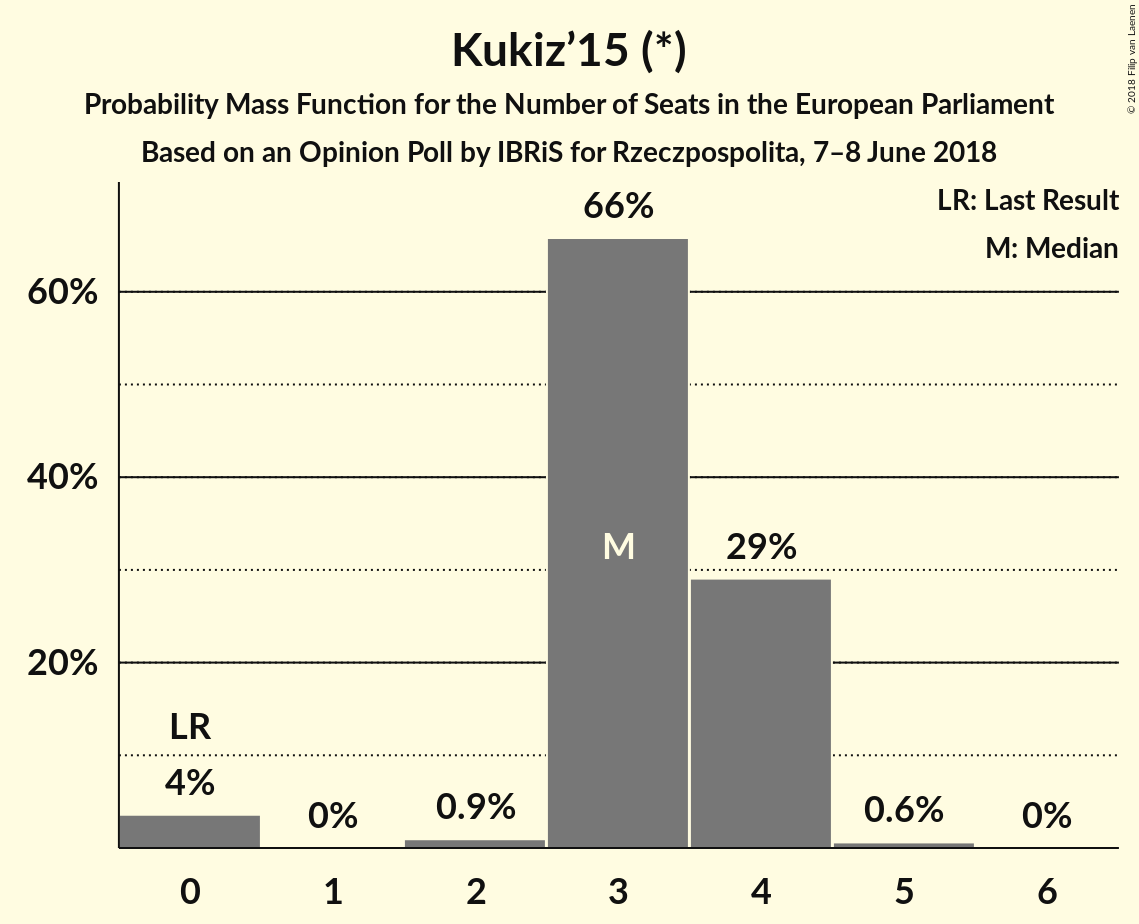 Kukiz’15 (*)
Probability Mass Function for the Number of Seats in the European Parliament
Based on an Opinion Poll by IBRiS for Rzeczpospolita, 7–8 June 2018
© 2018 Filip van Laenen
LR: Last Result
M: Median
66%
60%
40%
M
29%
20%
LR
4%
0%
0.9%
0.6%
0%
0 1 2 3 4 5 6